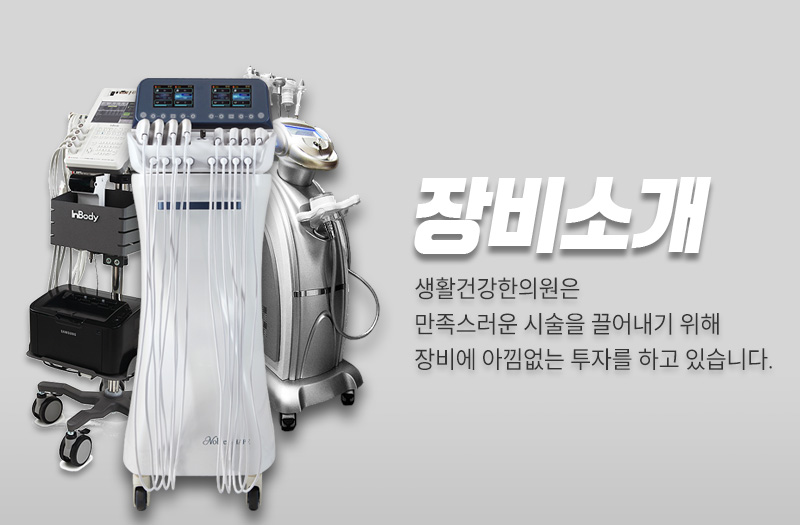 장비소개
생활건강한의원은
만족스러운 시술을 끌어내기 위해
장비에 아낌없는 투자를 하고 있습니다.
InBody
SAMSUNG